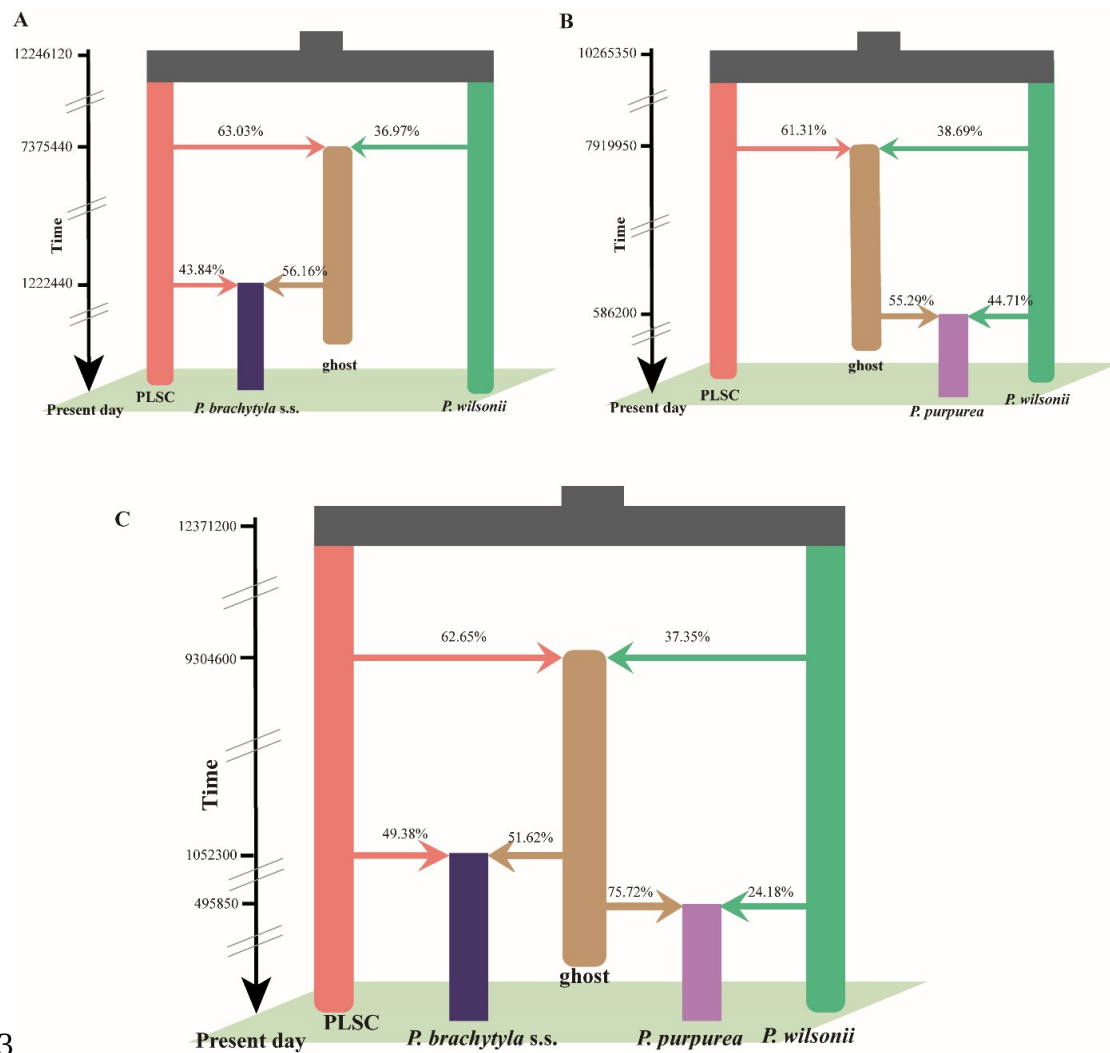 A
12246120
63.03%
36.97%
7375440
Time
43.84%
56.16%
1222440
ghost
PLSC
Present day
P. brachytyla s.s.
P. wilsonii
B
10265350
61.31%
38.69%
7919950
Time
55.29%
44.71%
586200
ghost
PLSC
Present day
P. purpurea
P. wilsonii
C
12371200
62.65%
37.35%
9304600
Time
49.38%
51.62%
1052300
75.72%
24.18%
495850
ghost
PLSC
Present day
P. brachytyla s.s.
P. purpurea
P. wilsonii
3